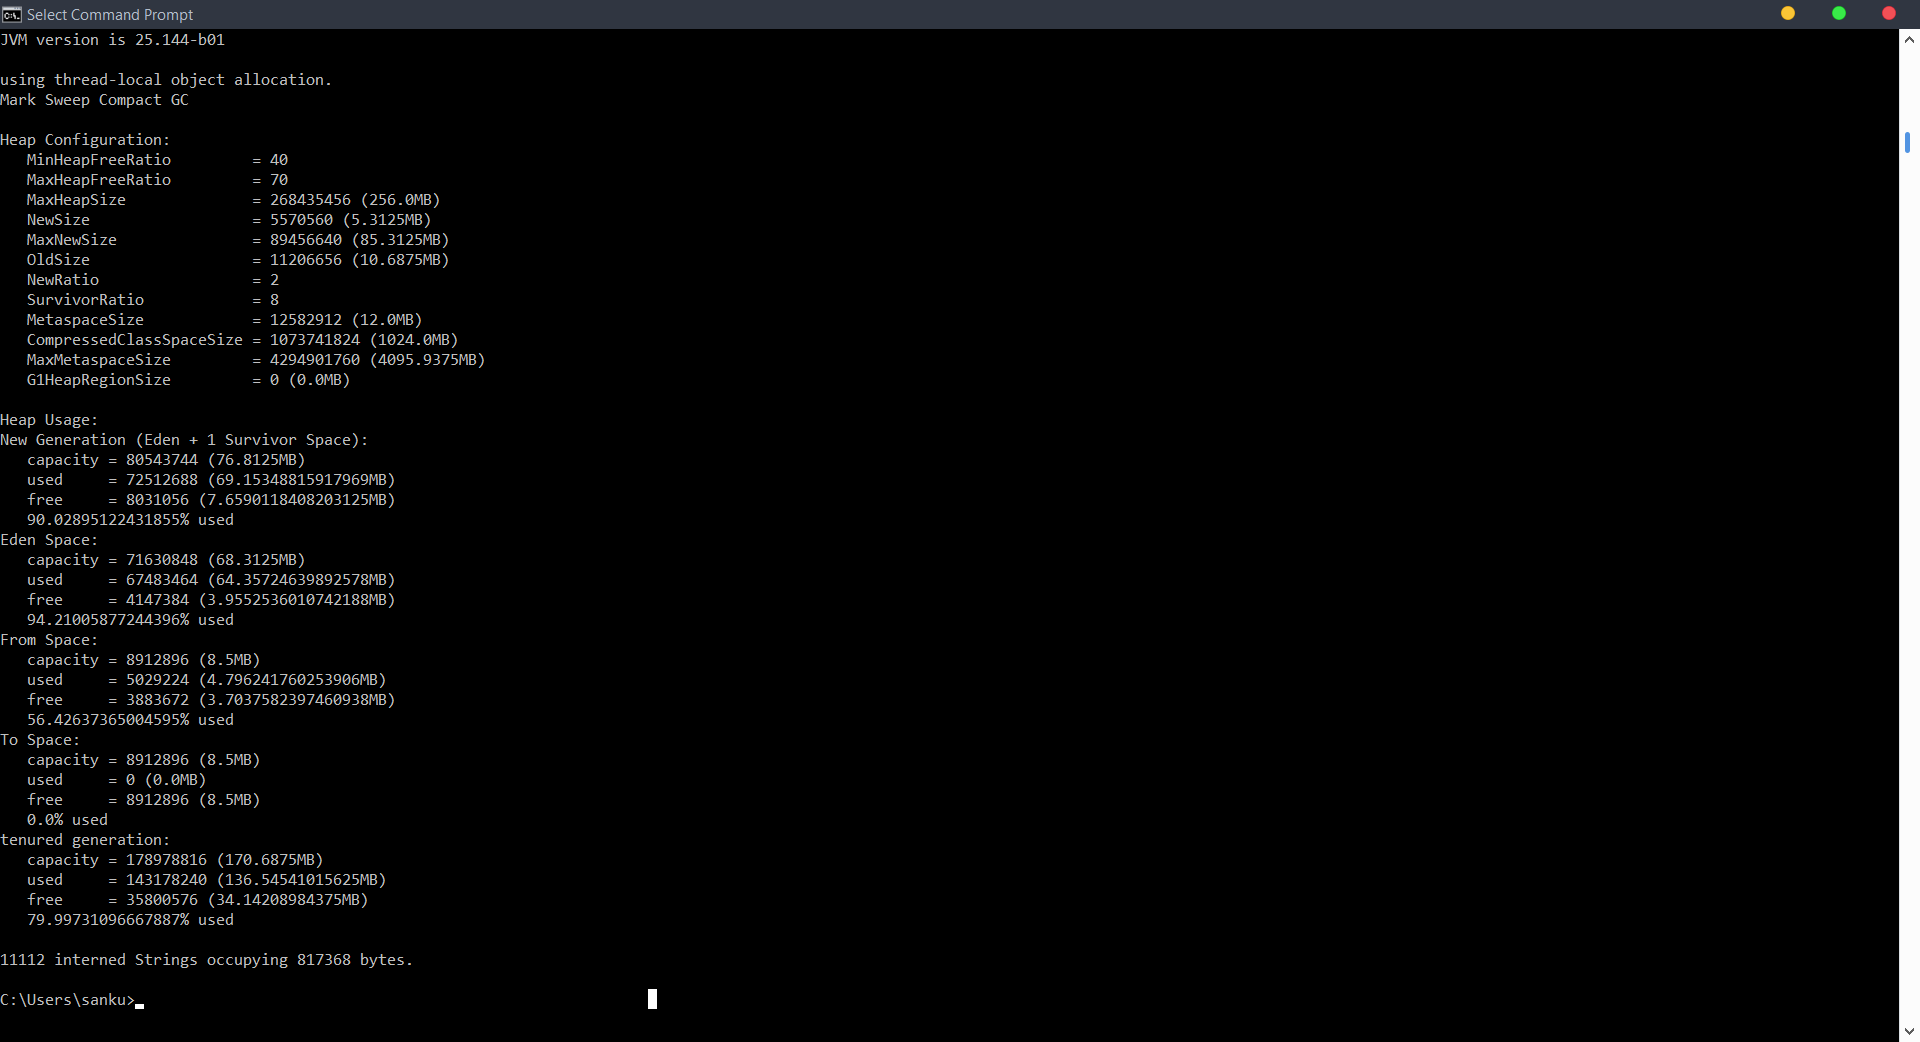 Select Command Prompt
JVM version is 25.144-b01
using thread-local object allocation.
Mark Sweep Compact GC
Heap Configuration:
MinHeapFreeRatio = 40
MaxHeapFreeRatio = 70
MaxHeapSize = 268435456 (256.0MB)
NewSize = 5570560 (5.3125MB)
MaxNewSize = 89456640 (85.3125MB)
OldSize = 11206656 (10.6875MB)
NewRatio = 2
SurvivorRatio = 8
MetaspaceSize = 12582912 (12.0MB)
CompressedClassSpaceSize = 1073741824 (1024.0MB)
MaxMetaspaceSize = 4294901760 (4095.9375MB)
G1HeapRegionSize = 0 (0.0MB)
Heap Usage:
New Generation (Eden + 1 Survivor Space):
capacity = 80543744 (76.8125MB)
used = 72512688 (69.15348815917969MB)
free = 8031056 (7.6590118408203125MB)
90.02895122431855% used
Eden Space:
capacity = 71630848 (68.3125MB)
used = 67483464 (64.35724639892578MB)
free = 4147384 (3.9552536010742188MB)
94.21005877244396% used
From Space:
capacity = 8912896 (8.5MB)
used = 5029224 (4.796241760253906MB)
free = 3883672 (3.7037582397460938MB)
56.42637365004595% used
To Space:
capacity = 8912896 (8.5MB)
used = 0 (0.0MB)
free = 8912896 (8.5MB)
0.0% used
tenured generation:
capacity = 178978816 (170.6875MB)
used = 143178240 (136.54541015625MB)
free = 35800576 (34.14208984375MB)
79.99731096667887% used
11112 interned Strings occupying 817368 bytes.
C:\Users\sanku>